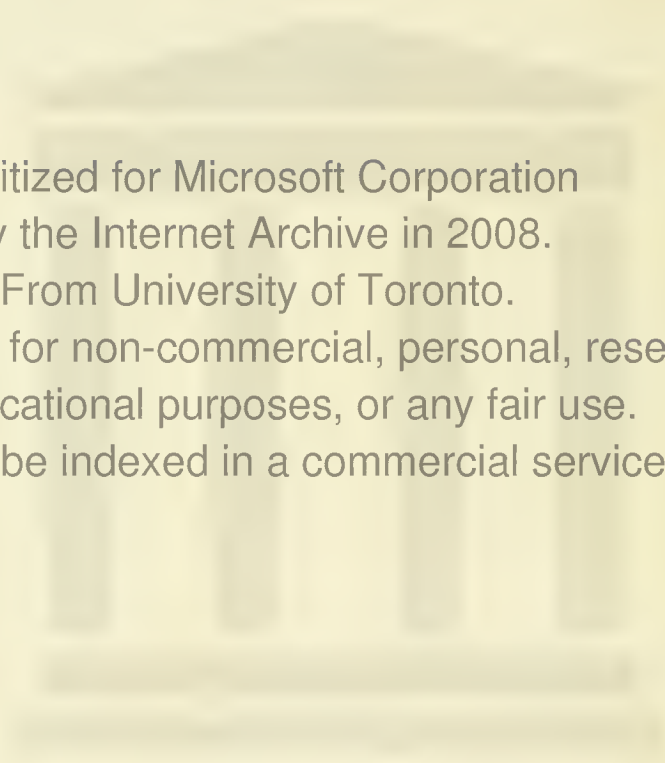 itized for Microsoft Corporation
y the Internet Archive in 2008.
From University of Toronto.
for non-commercial, personal, rese
cational purposes, or any fair use.
be indexed in a commercial service